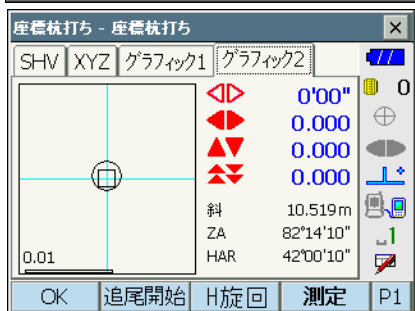 座標杭打ち - 座標杭打ち
SHV XYZ グラフィック1 グラフィック2
0'00" 0
0.000
0.000
0.000
斜 10.519m
ZA 82°14'10" 1
HAR 42°00'10"
0.01
OK 追尾開始 H旋回 測定 P1